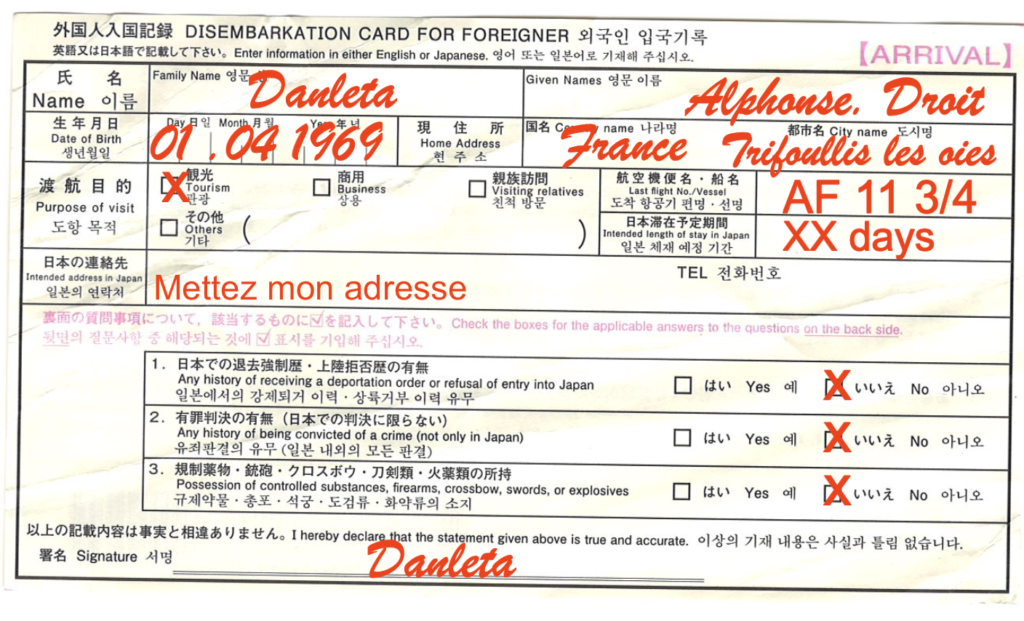 外国人入国記録 DISEMBARKATION CARD FOR FOREIGNER 외국인 입국기록
英語又は日本語で記載して下さい。Enter information in either English or Japanese. 영어 또는 일본어로 기재해 주십시오.
【ARRIVAL】
氏 名
Name 이름
Family Name 영문
Danleta
Given Names 영문 이름
Alphonse. Droit
生年月日
Date of Birth
생년월일
Day 日 일 Month 月 월 Year 年 년
01.04 1969
現住所
Home Address
현주소
国名 Country name 나라명
France
都市名 City name 도시명
Trifoullis les oies
渡航目的
Purpose of visit
도항 목적
X 観光
Tourism
관광
商用
Business
상용
親族訪問
Visiting relatives
친척 방문
その他
Others
기타
( )
航空機便名・船名
Last flight No./Vessel
도착 항공기 편명・선명
AF 11 3/4
日本滞在予定期間
Intended length of stay in Japan
일본 체재 예정 기간
XX days
日本の連絡先
Intended address in Japan
일본의 연락처
TEL 전화번호
Mettez mon adresse
裏面の質問事項について、該当するものに☑を記入して下さい。Check the boxes for the applicable answers to the questions on the back side.
뒷면의 질문사항 중 해당되는 것에 ☑ 표시를 기입해 주십시오.
1. 日本での退去強制歴・上陸拒否歴の有無
Any history of receiving a deportation order or refusal of entry into Japan
일본에서의 강제퇴거 이력・상륙거부 이력 유무
□ はい Yes 예 X いいえ No 아니오
2. 有罪判決の有無（日本での判決に限らない）
Any history of being convicted of a crime (not only in Japan)
유죄판결의 유무 (일본 내외의 모든 판결)
□ はい Yes 예 X いいえ No 아니오
3. 規制薬物・銃砲・クロスボウ・刀剣類・火薬類の所持
Possession of controlled substances, firearms, crossbow, swords, or explosives
규제약물・총포・석궁・도검류・화약류의 소지
□ はい Yes 예 X いいえ No 아니오
以上の記載内容は事実と相違ありません。I hereby declare that the statement given above is true and accurate. 이상의 기재 내용은 사실과 틀림 없습니다.
署名 Signature 서명
Danleta